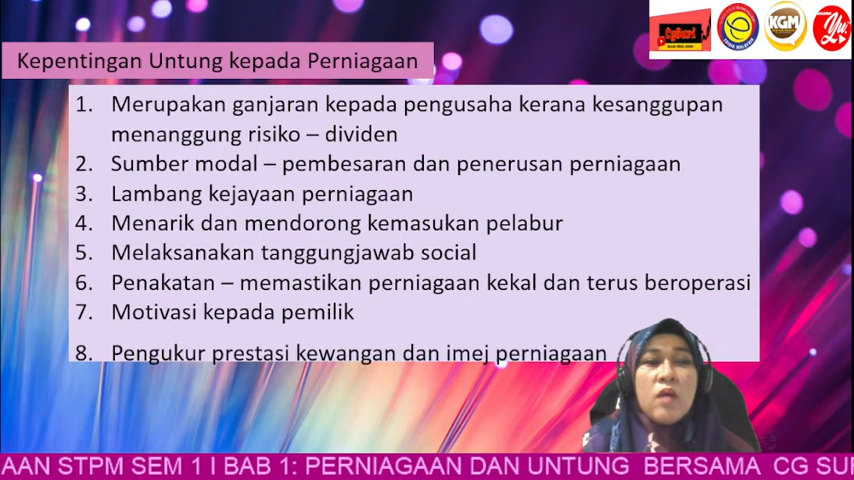 Kepentingan Untung kepada Perniagaan
1. Merupakan ganjaran kepada pengusaha kerana kesanggupan
menanggung risiko – dividen
2. Sumber modal – pembesaran dan penerusan perniagaan
3. Lambang kejayaan perniagaan
4. Menarik dan mendorong kemasukan pelabur
5. Melaksanakan tanggungjawab social
6. Penakatan – memastikan perniagaan kekal dan terus beroperasi
7. Motivasi kepada pemilik
8. Pengukur prestasi kewangan dan imej perniagaan
KGM
AAN STPM SEM 1 I BAB 1: PERNIAGAAN DAN UNTUNG BERSAMA CG SU